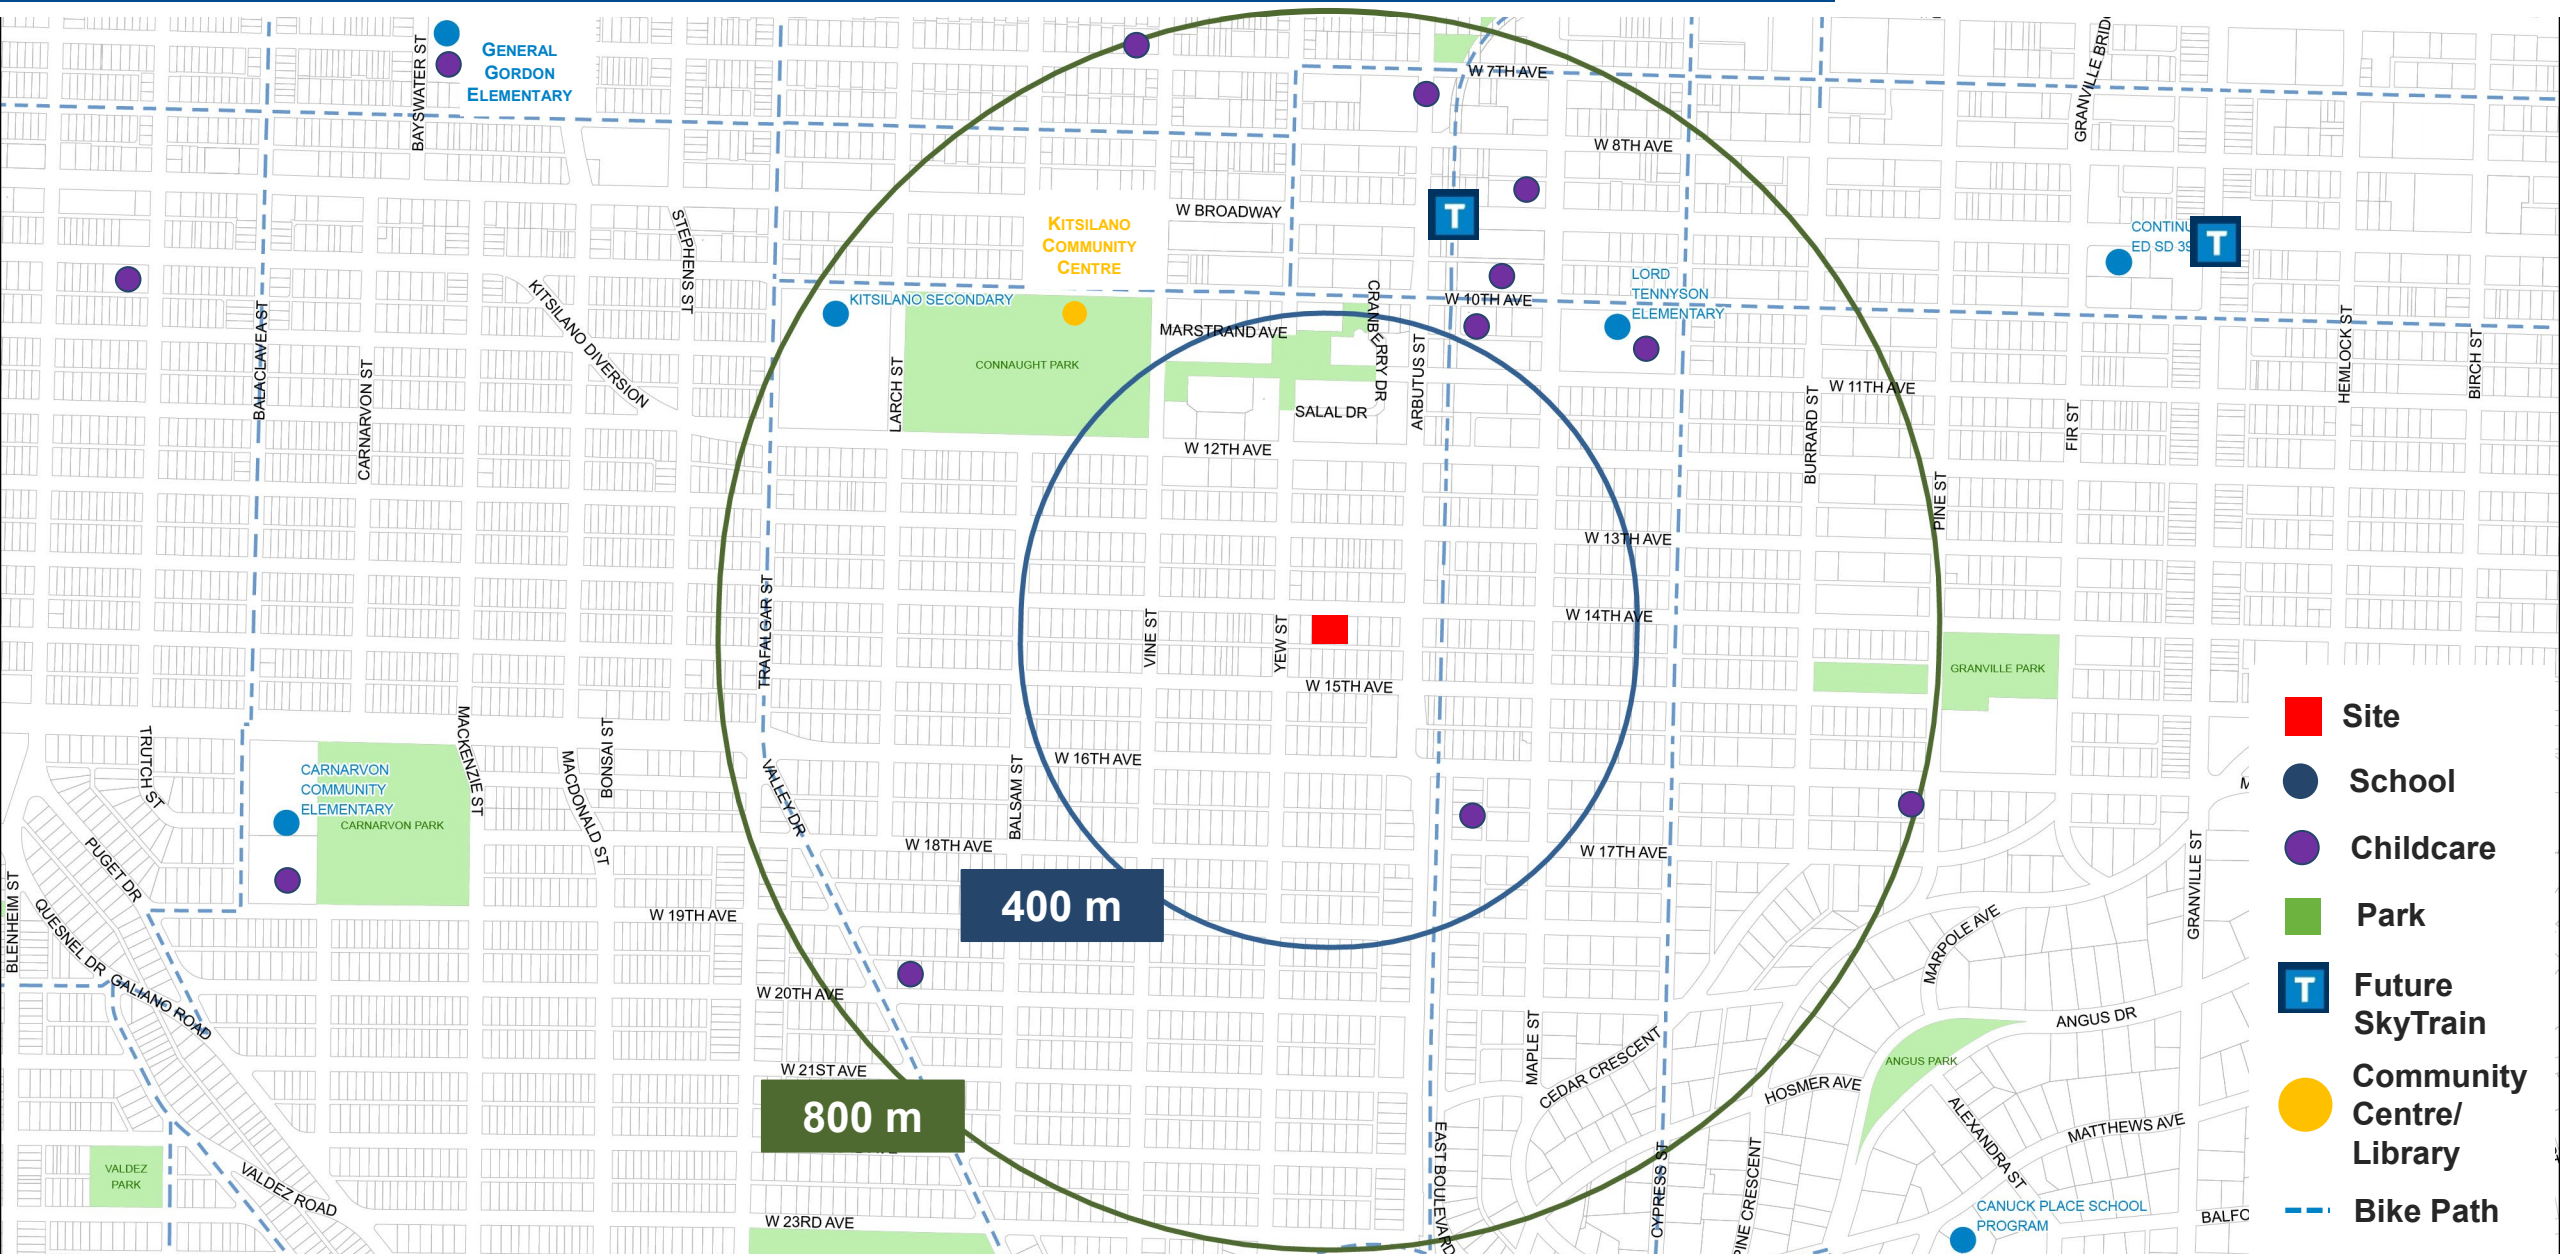 GENERAL
GORDON
ELEMENTARY
BAYSWATER ST
W 7TH AVE
GRANVILLE BRID
W 8TH AVE
W BROADWAY
T
KITSILANO
COMMUNITY
CENTRE
STEPHENS ST
CONTINU
ED SD 39
T
KITSILANO SECONDARY
LORD
TENNYSON
ELEMENTARY
W 10TH AVE
KITSILANO DIVERSION
MARSTRAND AVE
CRANBERRY DR
CONNAUGHT PARK
BALACLAVEA ST
CARNARVON ST
LARCH ST
ARBUTUS ST
SALAL DR
W 11TH AVE
BURRARD ST
FIR ST
HEMLOCK ST
BIRCH ST
W 12TH AVE
PINE ST
W 13TH AVE
W 14TH AVE
TRAFALGAR ST
VINE ST
YEW ST
W 15TH AVE
GRANVILLE PARK
W 16TH AVE
TRUTCH ST
MACKENZIE ST
MACDONALD ST
BONSAI ST
VALLEY DR
BALSAM ST
CARNARVON
COMMUNITY
ELEMENTARY
CARNARVON PARK
W 18TH AVE
W 17TH AVE
PUGET DR
BLENHEIM ST
QUESNEL DR
W 19TH AVE
400 m
GRANVILLE ST
MARPOLE AVE
GALIANO ROAD
W 20TH AVE
ANGUS DR
MAPLE ST
CEDAR CRESCENT
ANGUS PARK
W 21ST AVE
HOSMER AVE
800 m
ALEXANDRA ST
MATTHEWS AVE
VALDEZ
PARK
VALDEZ ROAD
EAST BOULEVARD
CYPRESS ST
PINE CRESCENT
W 23RD AVE
CANUCK PLACE SCHOOL
PROGRAM
BALFO
Site
School
Childcare
Park
T
Future
SkyTrain
Community
Centre/
Library
Bike Path